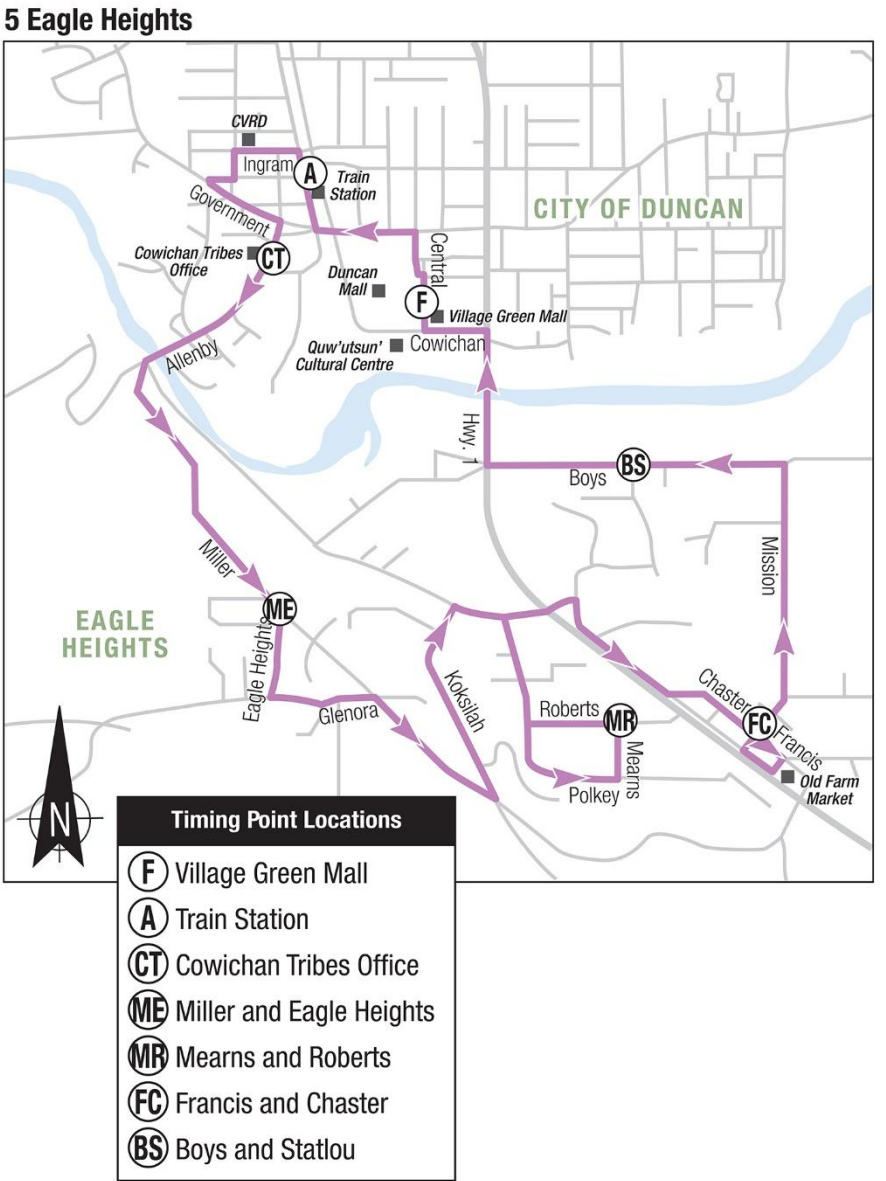 5 Eagle Heights
CVRD
Ingram
A
Train
Station
Government
CITY OF DUNCAN
Cowichan Tribes
Office
CT
Central
Duncan
Mall
F
Village Green Mall
Cowichan
Quw'utsun'
Cultural Centre
Allenby
Hwy. 1
Boys
BS
Mission
Miller
ME
EAGLE
HEIGHTS
Eagle Heights
Glenora
Koksilah
Roberts
MR
Mearns
Polkey
Chaster
FC
Francis
Old Farm
Market
N
Timing Point Locations
F Village Green Mall
A Train Station
CT Cowichan Tribes Office
ME Miller and Eagle Heights
MR Mearns and Roberts
FC Francis and Chaster
BS Boys and Statlou